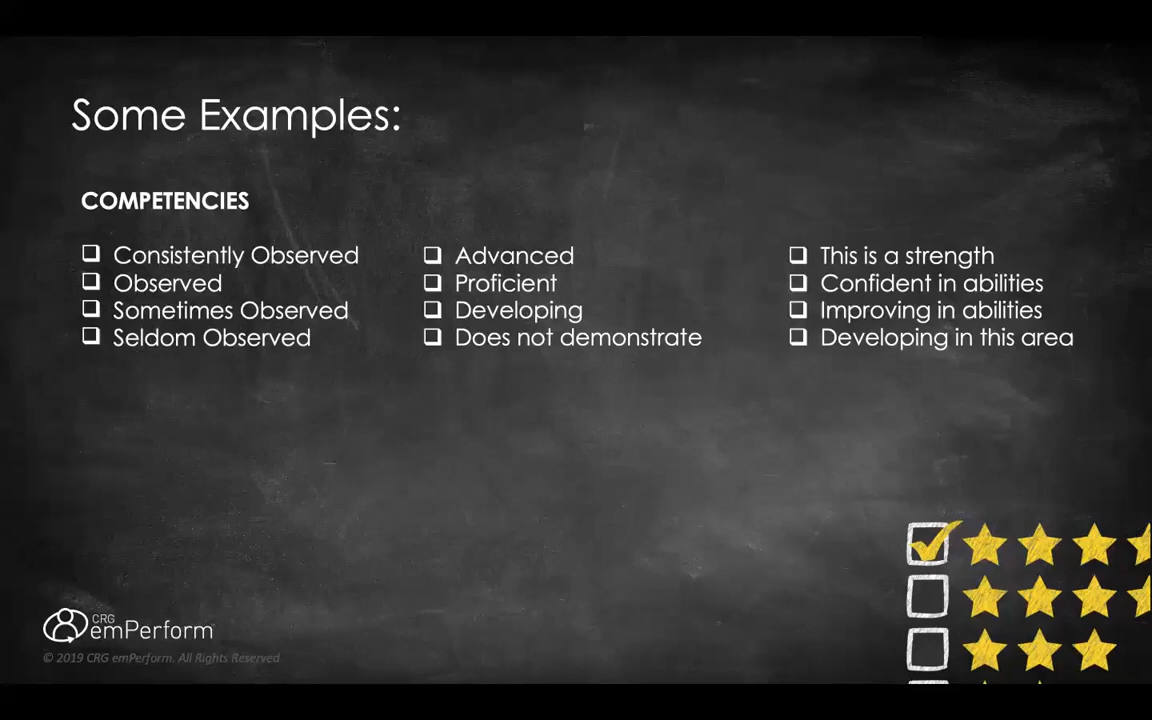 Some Examples:
COMPETENCIES
Consistently Observed
Observed
Sometimes Observed
Seldom Observed
Advanced
Proficient
Developing
Does not demonstrate
This is a strength
Confident in abilities
Improving in abilities
Developing in this area
CRG
emPerform
© 2019 CRG emPerform. All Rights Reserved